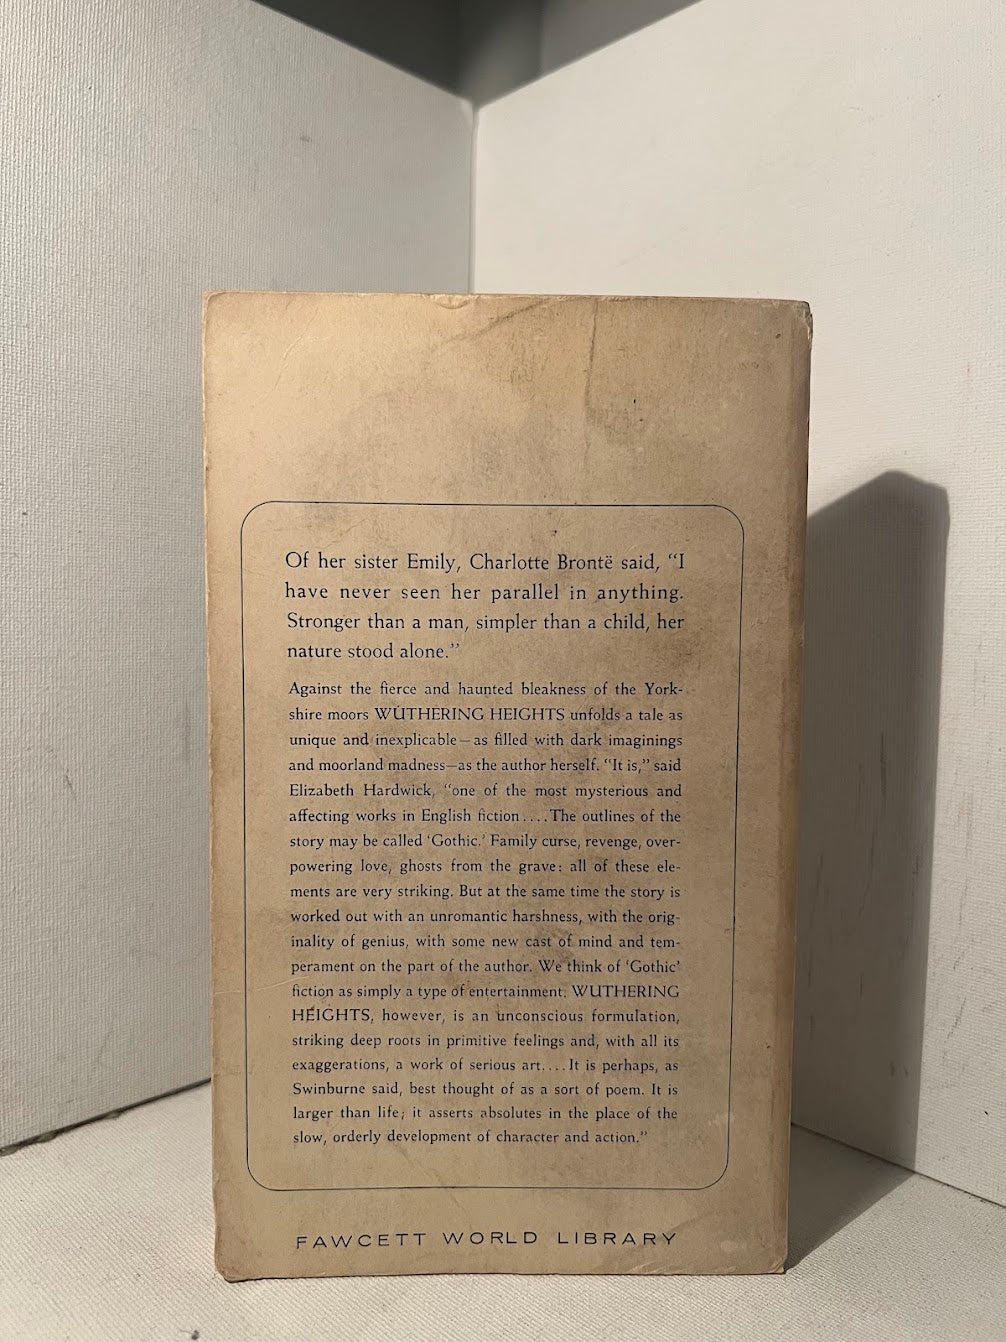 Of her sister Emily, Charlotte Brontë said, “I
have never seen her parallel in anything.
Stronger than a man, simpler than a child, her
nature stood alone.”
Against the fierce and haunted bleakness of the York-
shire moors WUTHERING HEIGHTS unfolds a tale as
unique and inexplicable—as filled with dark imaginings
and moorland madness—as the author herself. “It is,” said
Elizabeth Hardwick, “one of the most mysterious and
affecting works in English fiction....The outlines of the
story may be called ‘Gothic.’ Family curse, revenge, over-
powering love, ghosts from the grave: all of these ele-
ments are very striking. But at the same time the story is
worked out with an unromantic harshness, with the orig-
inality of genius, with some new cast of mind and tem-
perament on the part of the author. We think of ‘Gothic’
fiction as simply a type of entertainment. WUTHERING
HEIGHTS, however, is an unconscious formulation,
striking deep roots in primitive feelings and, with all its
exaggerations, a work of serious art....It is perhaps, as
Swinburne said, best thought of as a sort of poem. It is
larger than life; it asserts absolutes in the place of the
slow, orderly development of character and action.”
FAWCETT WORLD LIBRARY